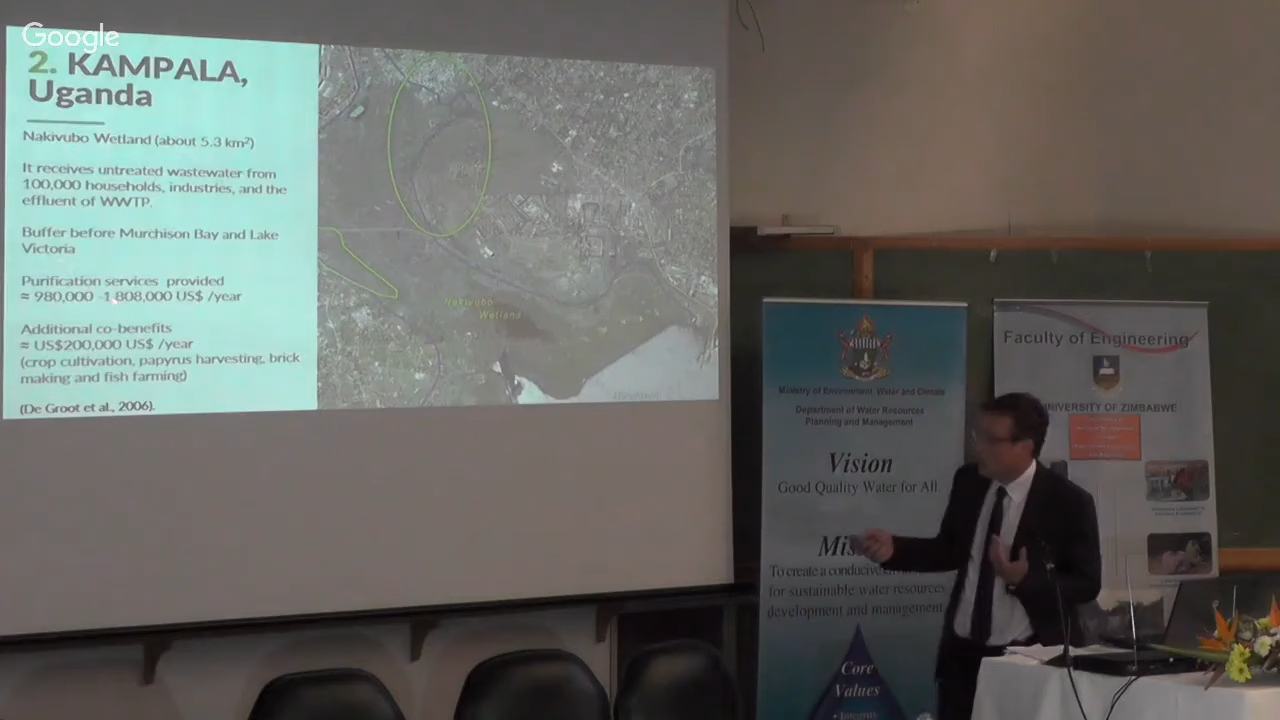 Google
2. KAMPALA,
Uganda
Nakivubo Wetland (about 5.3 km²)
It receives untreated wastewater from
100,000 households, industries, and the
effluent of WWTP.
Buffer before Murchison Bay and Lake
Victoria
Purification services provided
≈ 980,000 -1,808,000 US$ /year
Additional co-benefits
≈ US$200,000 US$ /year
(crop cultivation, papyrus harvesting, brick
making and fish farming)
(De Groot et al., 2006).
Nakivubo
Wetland
Ministry of Environment, Water and Climate
Department of Water Resources
Planning and Management
Vision
Good Quality Water for All.
Mis
To create a conducive
for sustainable water resources
development and management
Core
Values
• Integrity
Faculty of Engineering
UNIVERSITY OF ZIMBABWE